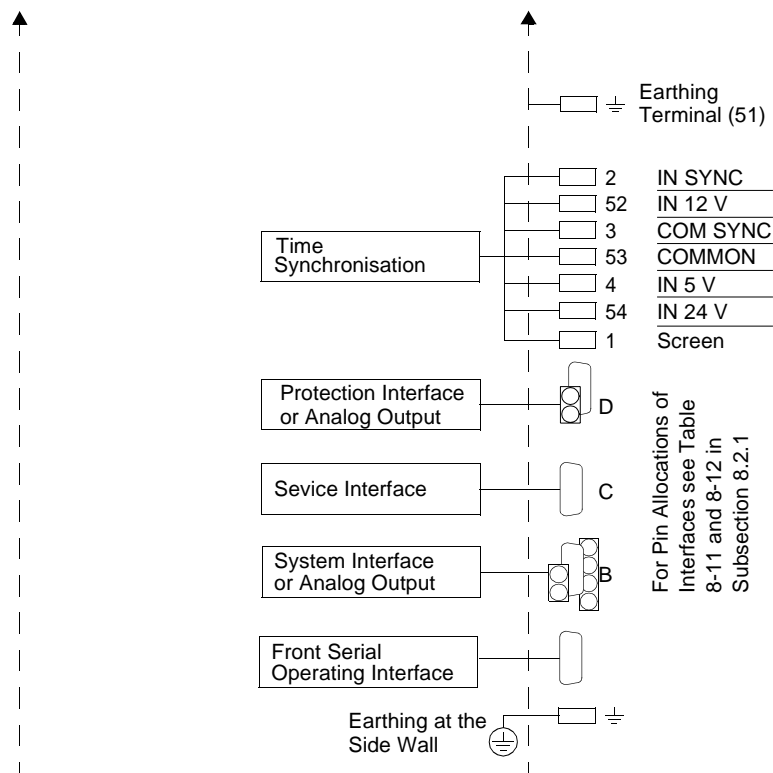 Earthing
Terminal (51)
2 IN SYNC
52 IN 12 V
3 COM SYNC
53 COMMON
4 IN 5 V
54 IN 24 V
1 Screen
Time
Synchronisation
Protection Interface
or Analog Output
D
Sevice Interface
C
System Interface
or Analog Output
B
Front Serial
Operating Interface
For Pin Allocations of
Interfaces see Table
8-11 and 8-12 in
Subsection 8.2.1
Earthing at the
Side Wall